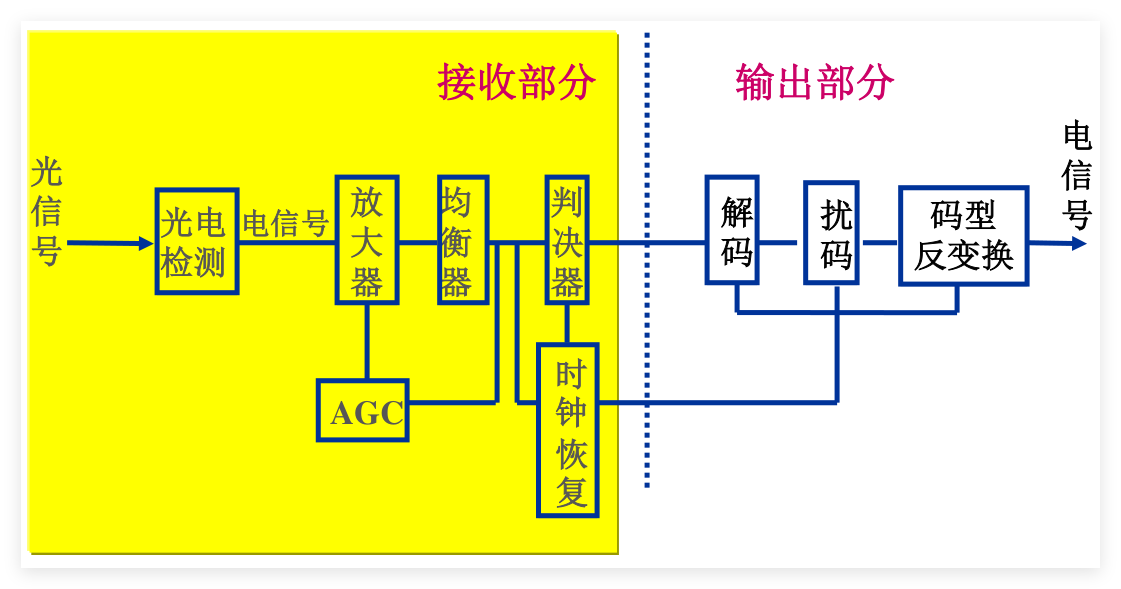 接收部分
输出部分
光信号
光电
检测
电信号
放大器
均衡器
判决器
AGC
时钟恢复
解码
扰码
码型
反变换
电信号